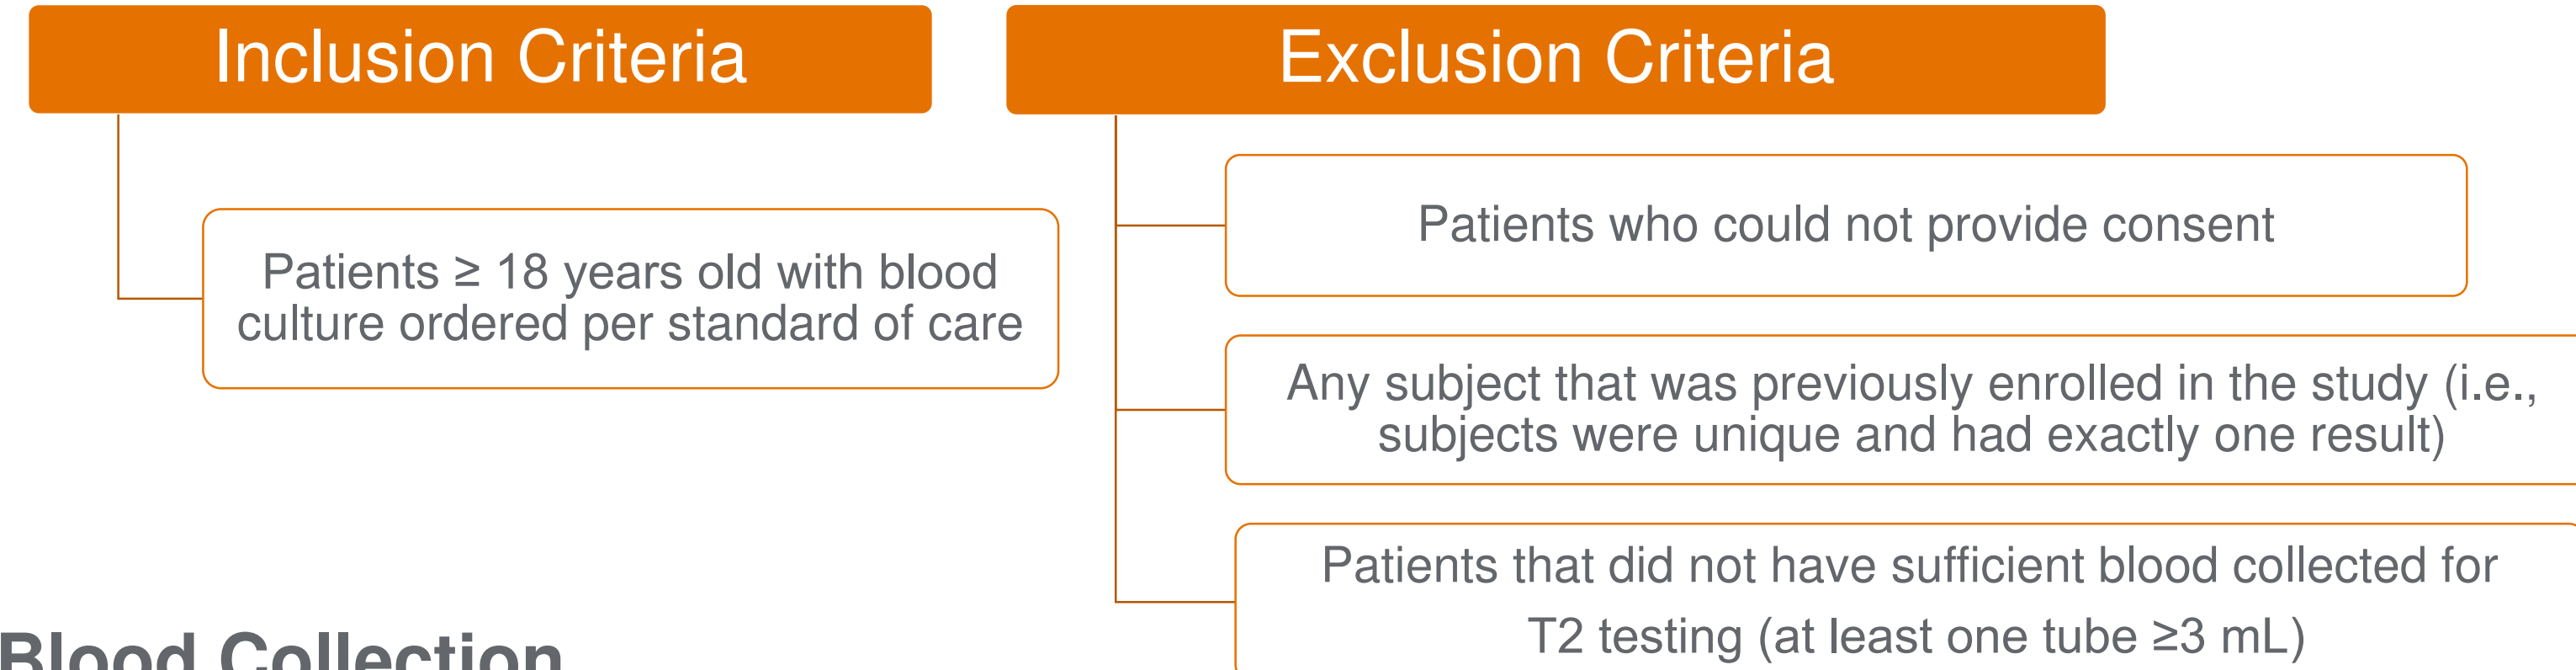 Inclusion Criteria
Patients ≥ 18 years old with blood
culture ordered per standard of care
Exclusion Criteria
Patients who could not provide consent
Any subject that was previously enrolled in the study (i.e.,
subjects were unique and had exactly one result)
Patients that did not have sufficient blood collected for
T2 testing (at least one tube ≥3 mL)
Blood Collection